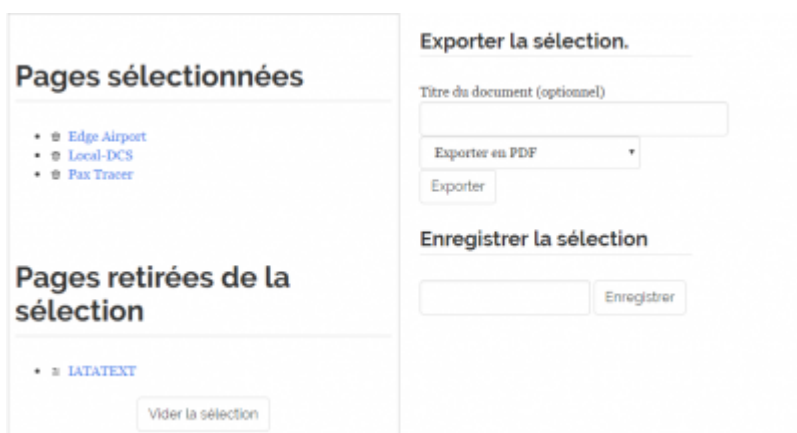 Pages sélectionnées
Edge Airport
Local-DCS
Pax Tracer
Pages retirées de la
sélection
IATATEXT
Vider la sélection
Exporter la sélection.
Titre du document (optionnel)
Exporter en PDF
Exporter
Enregistrer la sélection
Enregistrer